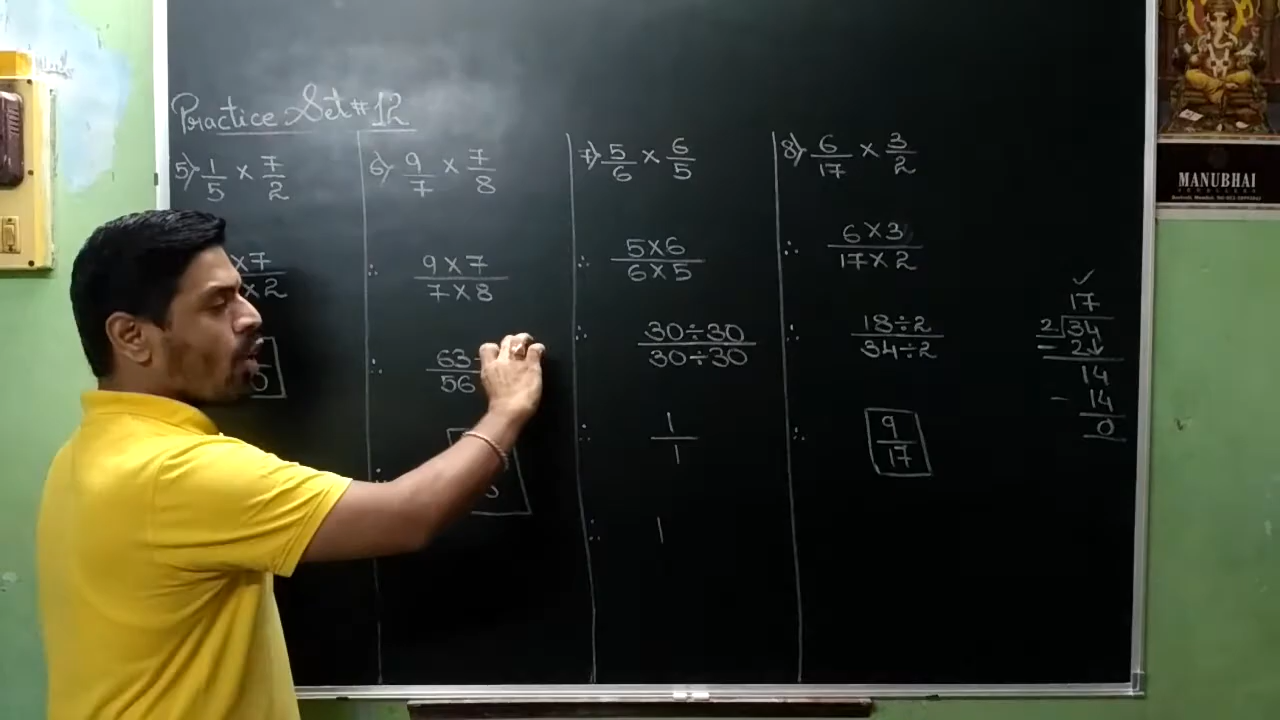 Practice Set # 12
5) 1/5 × 7/2
× 7
× 2
0
6) 9/7 × 7/8
∴ 9 × 7 / 7 × 8
∴ 63 ÷
56
7) 5/6 × 6/5
∴ 5 × 6 / 6 × 5
∴ 30 ÷ 30 / 30 ÷ 30
∴ 1/1
∴ 1
8) 6/17 × 3/2
∴ 6 × 3 / 17 × 2
∴ 18 ÷ 2 / 34 ÷ 2
∴ 9/17
✓
17
2 34
- 2↓
14
- 14
0
MANUBHAI
JEWELLERS